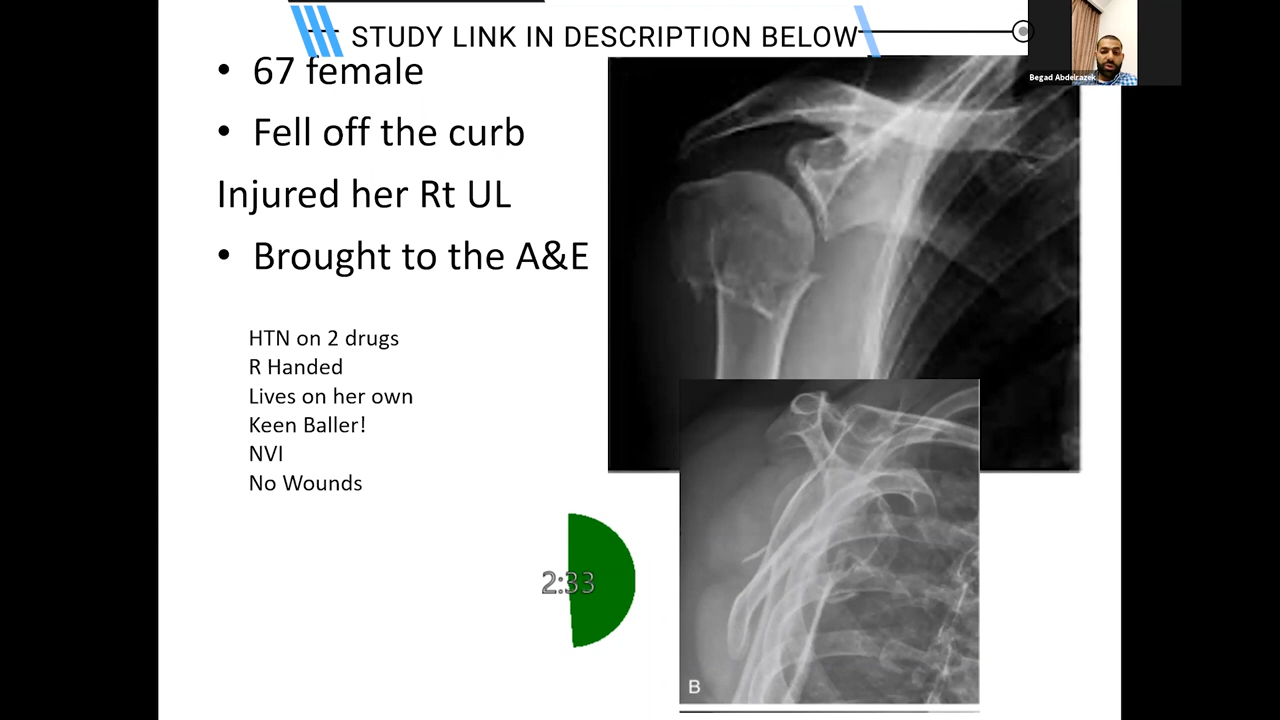 STUDY LINK IN DESCRIPTION BELOW
Begad Abdelrazek
• 67 female
• Fell off the curb
Injured her Rt UL
• Brought to the A&E
HTN on 2 drugs
R Handed
Lives on her own
Keen Baller!
NVI
No Wounds
2:33
B